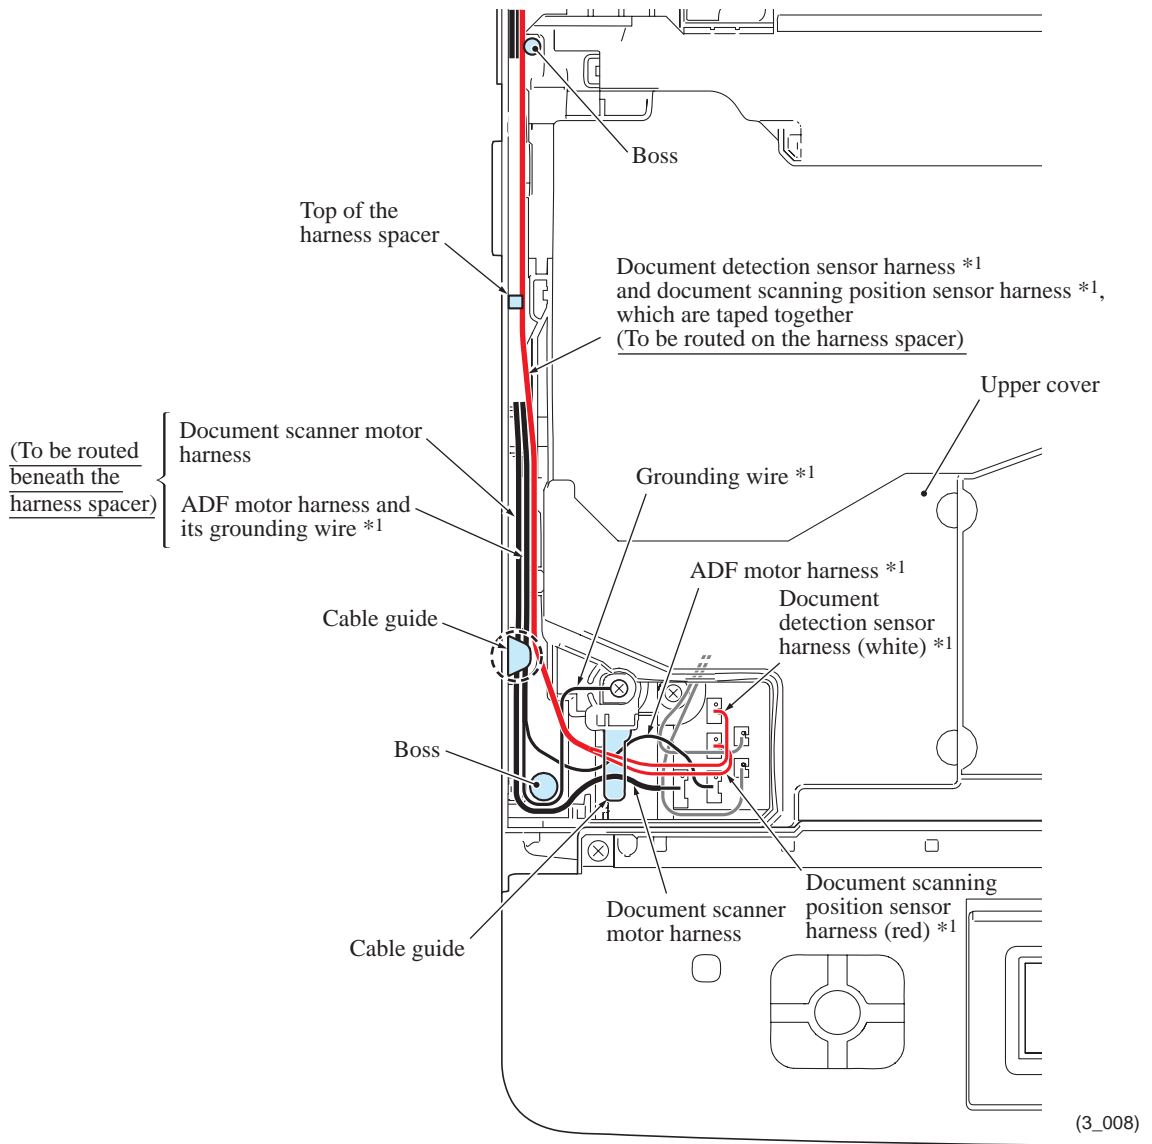 Boss
Top of the
harness spacer
Document detection sensor harness *1
and document scanning position sensor harness *1,
which are taped together
(To be routed on the harness spacer)
Upper cover
(To be routed
beneath the
harness spacer)
Document scanner motor
harness
ADF motor harness and
its grounding wire *1
Grounding wire *1
ADF motor harness *1
Document
detection sensor
harness (white) *1
Cable guide
Boss
Document scanning
position sensor
harness (red) *1
Document scanner
motor harness
Cable guide
(3_008)